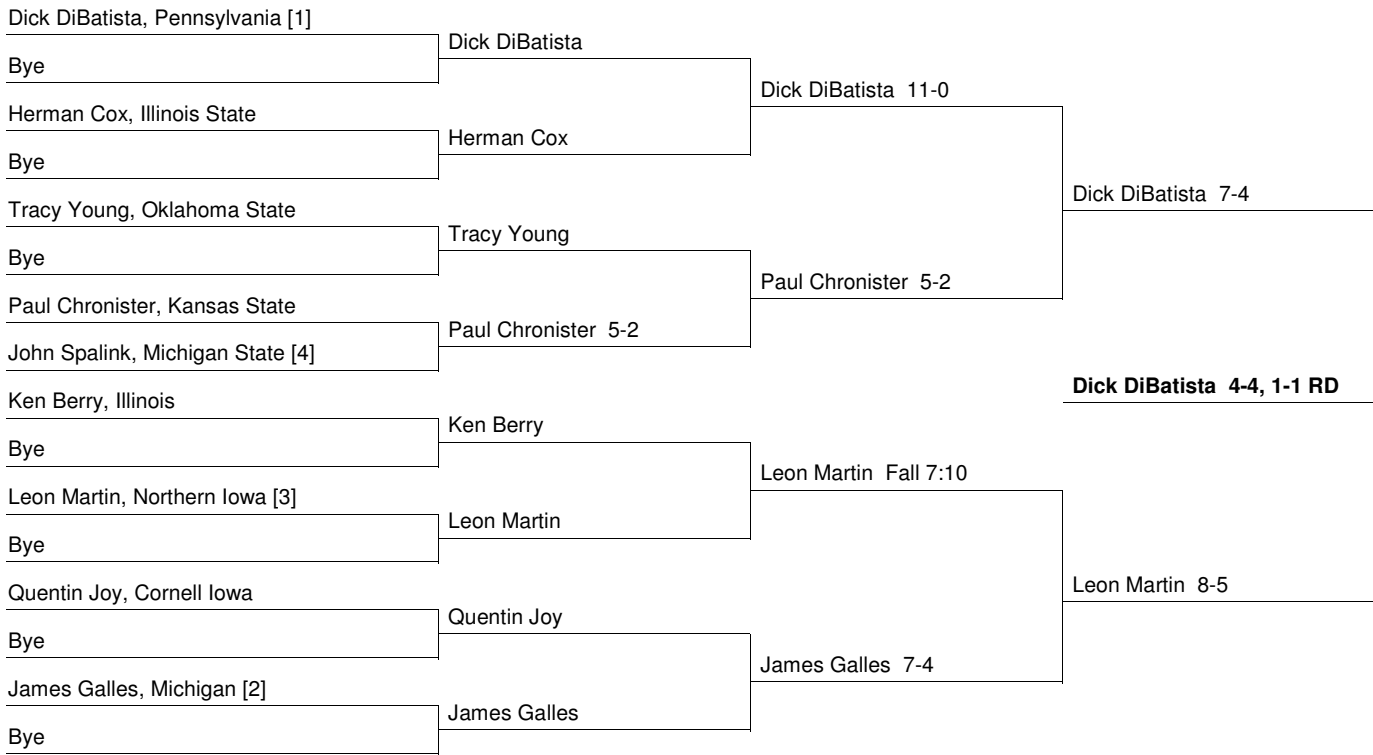 Dick DiBatista, Pennsylvania [1]
Bye
Herman Cox, Illinois State
Bye
Tracy Young, Oklahoma State
Bye
Paul Chronister, Kansas State
John Spalink, Michigan State [4]
Ken Berry, Illinois
Bye
Leon Martin, Northern Iowa [3]
Bye
Quentin Joy, Cornell Iowa
Bye
James Galles, Michigan [2]
Bye
Dick DiBatista
Herman Cox
Tracy Young
Paul Chronister 5-2
Ken Berry
Leon Martin
Quentin Joy
James Galles
Dick DiBatista 11-0
Paul Chronister 5-2
Leon Martin Fall 7:10
James Galles 7-4
Dick DiBatista 7-4
Leon Martin 8-5
Dick DiBatista 4-4, 1-1 RD